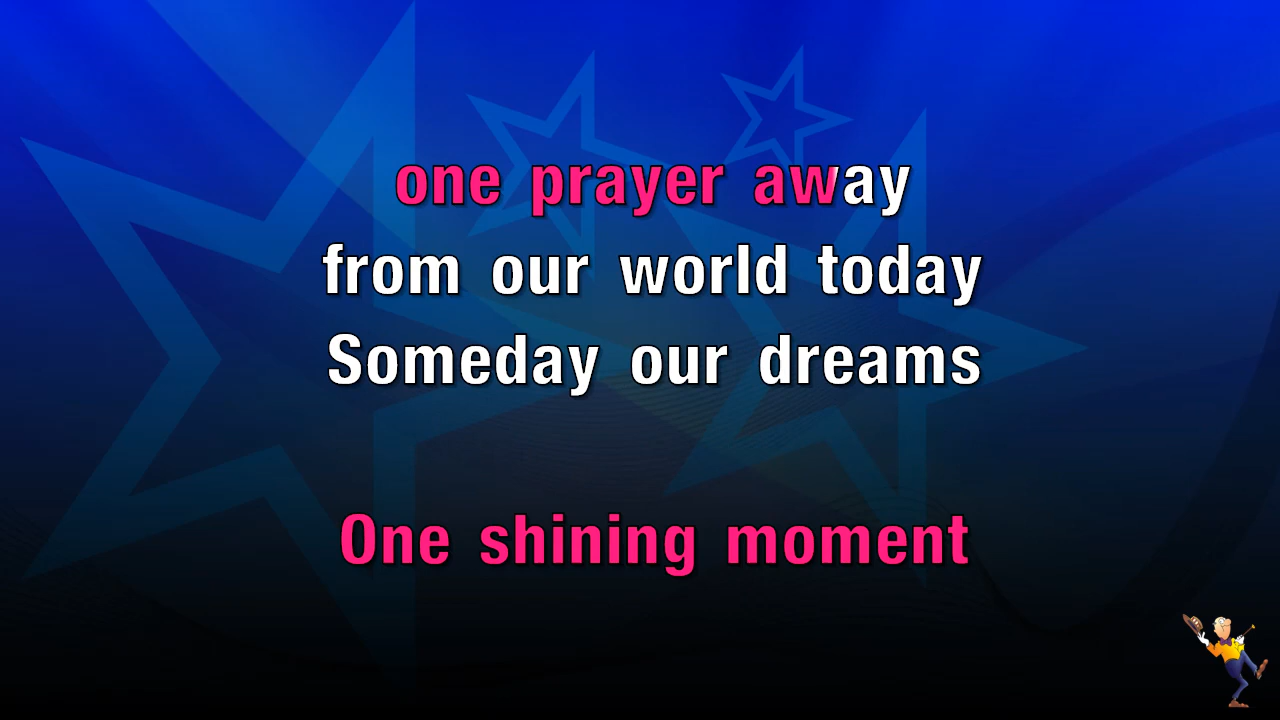 one prayer away
from our world today
Someday our dreams
One shining moment